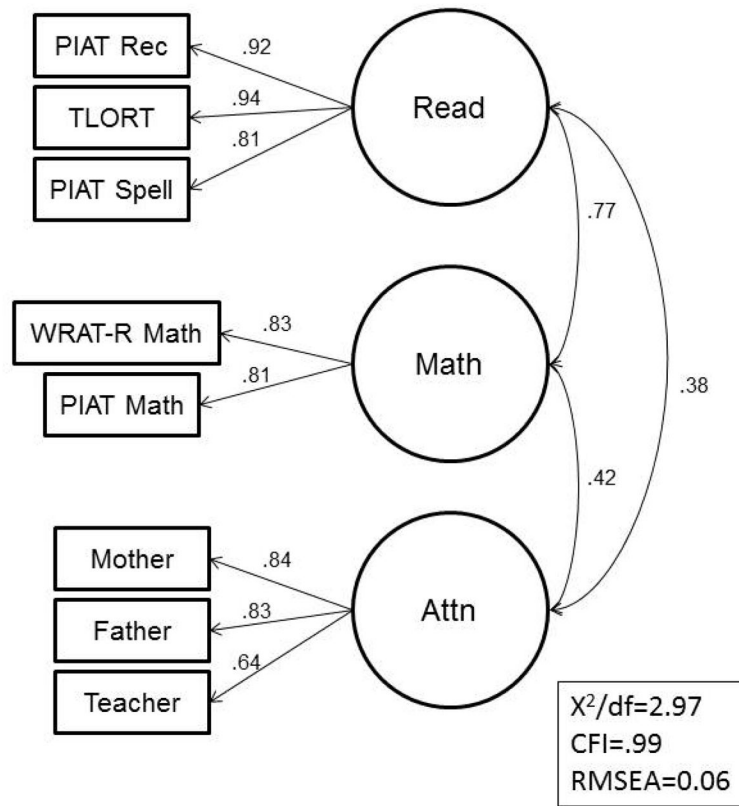 PIAT Rec
.92
TLORT
.94
Read
PIAT Spell
.81
.77
WRAT-R Math
.83
Math
PIAT Math
.81
.38
.42
Mother
.84
Father
.83
Attn
Teacher
.64
X²/df=2.97
CFI=.99
RMSEA=0.06